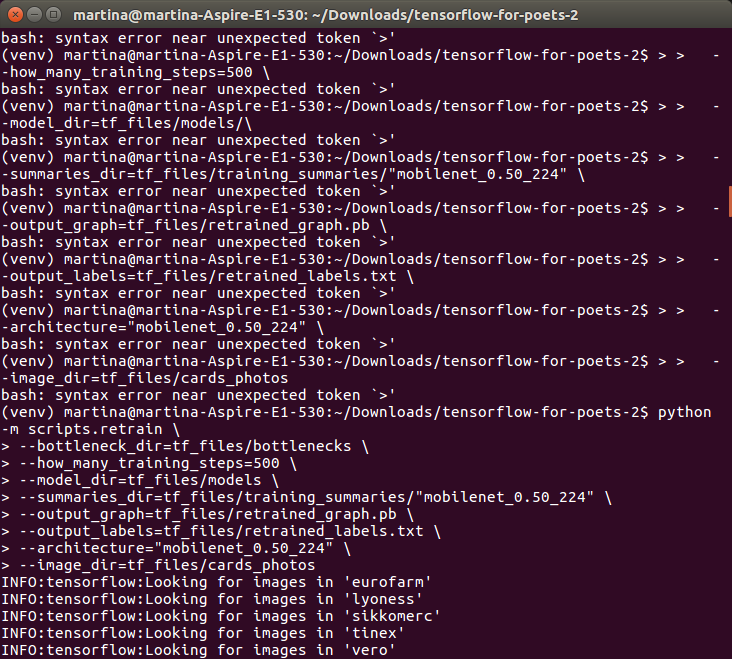 martina@martina-Aspire-E1-530: ~/Downloads/tensorflow-for-poets-2
bash: syntax error near unexpected token `>'
(venv) martina@martina-Aspire-E1-530:~/Downloads/tensorflow-for-poets-2$ > >   -
-how_many_training_steps=500 \
bash: syntax error near unexpected token `>'
(venv) martina@martina-Aspire-E1-530:~/Downloads/tensorflow-for-poets-2$ > >   -
-model_dir=tf_files/models/\
bash: syntax error near unexpected token `>'
(venv) martina@martina-Aspire-E1-530:~/Downloads/tensorflow-for-poets-2$ > >   -
-summaries_dir=tf_files/training_summaries/"mobilenet_0.50_224" \
bash: syntax error near unexpected token `>'
(venv) martina@martina-Aspire-E1-530:~/Downloads/tensorflow-for-poets-2$ > >   -
-output_graph=tf_files/retrained_graph.pb \
bash: syntax error near unexpected token `>'
(venv) martina@martina-Aspire-E1-530:~/Downloads/tensorflow-for-poets-2$ > >   -
-output_labels=tf_files/retrained_labels.txt \
bash: syntax error near unexpected token `>'
(venv) martina@martina-Aspire-E1-530:~/Downloads/tensorflow-for-poets-2$ > >   -
-architecture="mobilenet_0.50_224" \
bash: syntax error near unexpected token `>'
(venv) martina@martina-Aspire-E1-530:~/Downloads/tensorflow-for-poets-2$ > >   -
-image_dir=tf_files/cards_photos
bash: syntax error near unexpected token `>'
(venv) martina@martina-Aspire-E1-530:~/Downloads/tensorflow-for-poets-2$ python
-m scripts.retrain \
> --bottleneck_dir=tf_files/bottlenecks \
> --how_many_training_steps=500 \
> --model_dir=tf_files/models \
> --summaries_dir=tf_files/training_summaries/"mobilenet_0.50_224" \
> --output_graph=tf_files/retrained_graph.pb \
> --output_labels=tf_files/retrained_labels.txt \
> --architecture="mobilenet_0.50_224" \
> --image_dir=tf_files/cards_photos
INFO:tensorflow:Looking for images in 'eurofarm'
INFO:tensorflow:Looking for images in 'lyoness'
INFO:tensorflow:Looking for images in 'sikkomerc'
INFO:tensorflow:Looking for images in 'tinex'
INFO:tensorflow:Looking for images in 'vero'